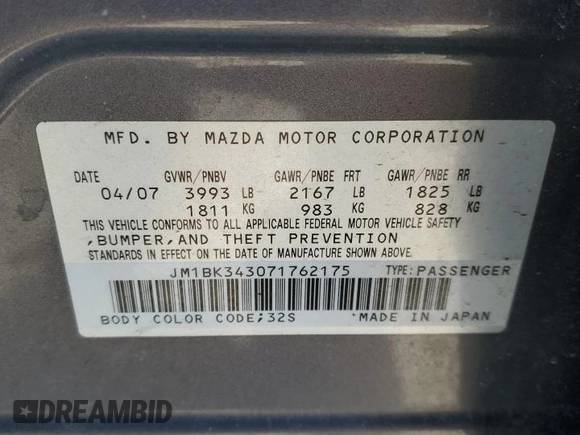 MFD. BY MAZDA MOTOR CORPORATION
DATE GVWR/PNBV GAWR/PNBE FRT GAWR/PNBE RR
04/07 3993 LB 2167 LB 1825 LB
1811 KG 983 KG 828 KG
THIS VEHICLE CONFORMS TO ALL APPLICABLE FEDERAL MOTOR VEHICLE SAFETY
,BUMPER,AND THEFT PREVENTION
STANDARDS IN EFFECT ON THE DATE OF MANUFACTURE SHOWN ABOVE.
JM1BK343071762175 TYPE:PASSENGER
BODY COLOR CODE;32S 'MADE IN JAPAN
DREAMBID